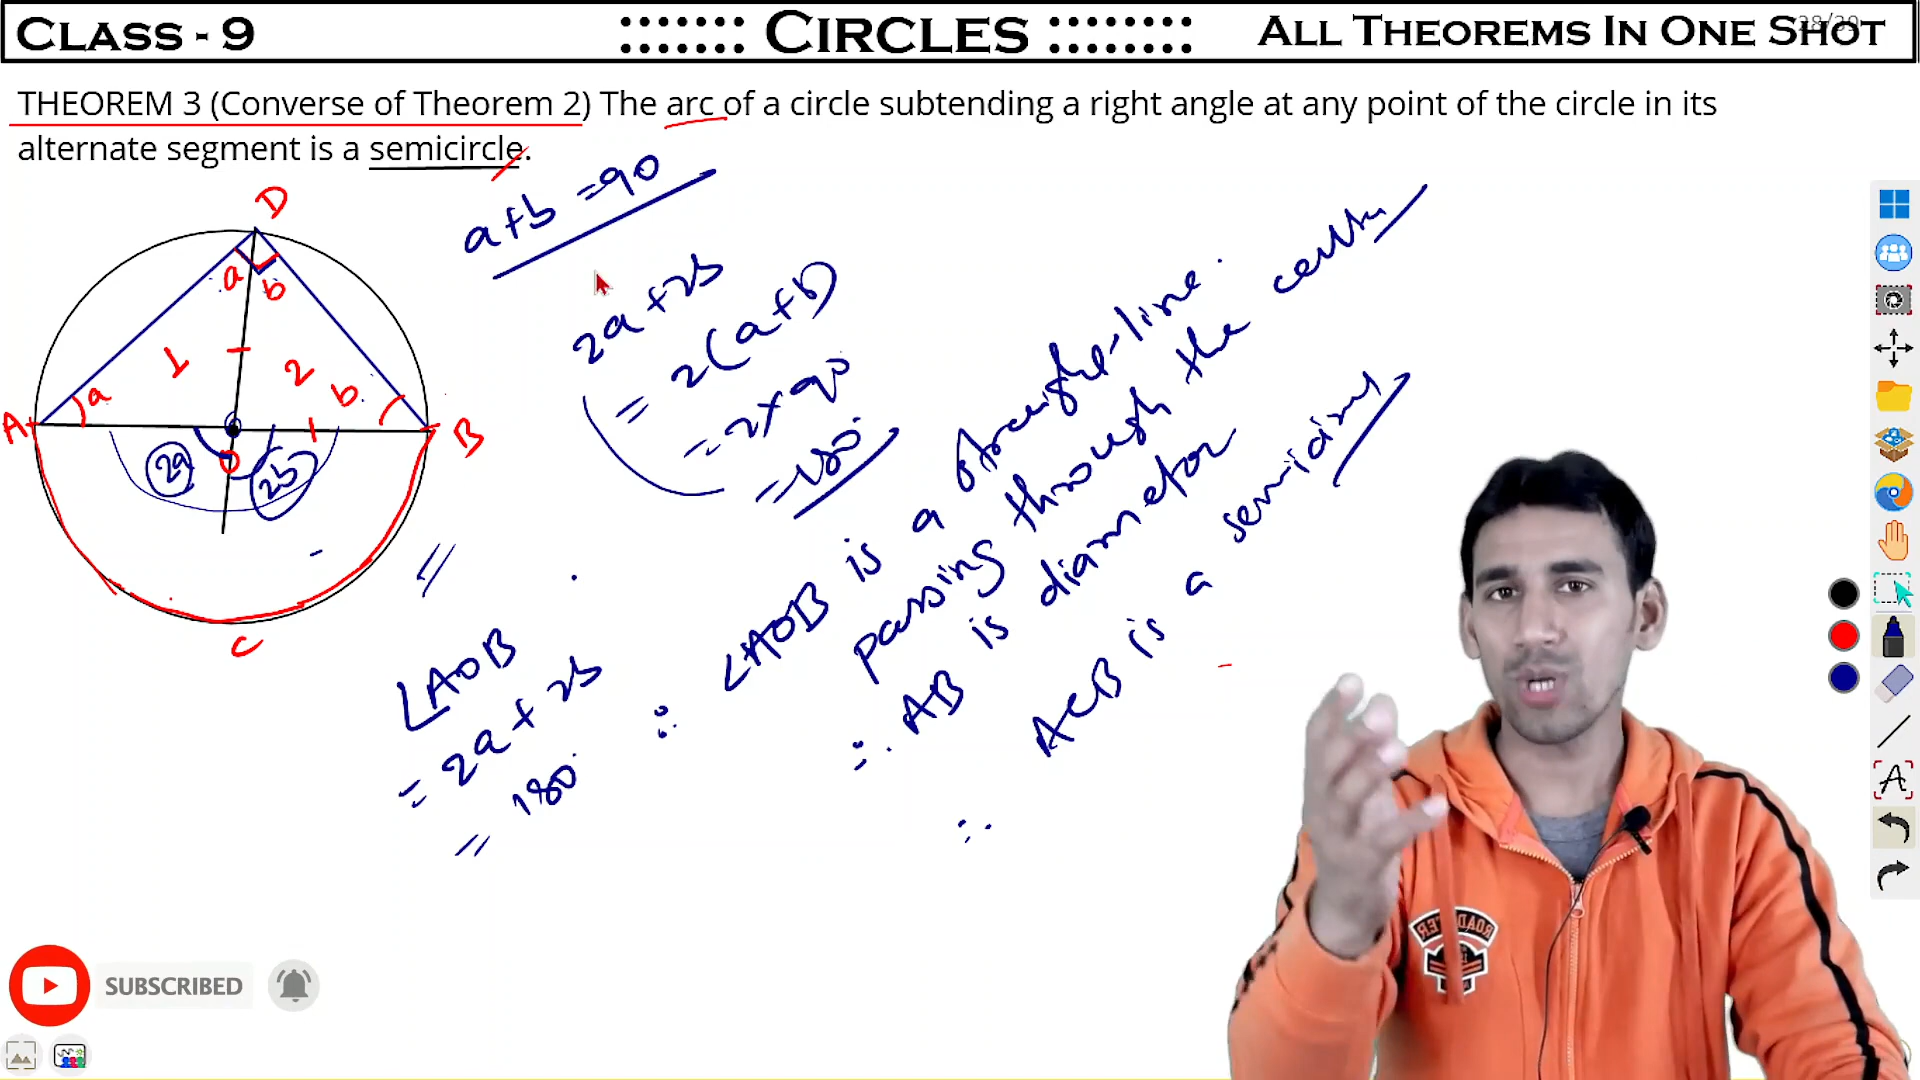 CLASS - 9
CIRCLES
ALL THEOREMS IN ONE SHOT
28/39
THEOREM 3 (Converse of Theorem 2) The arc of a circle subtending a right angle at any point of the circle in its
alternate segment is a semicircle.
D
a b
1 2
a b
A B
O
2a 2b
C
a+b =90
2a+2b
= 2(a+b)
= 2×90
=180°
∠AOB
= 2a+2b
= 180°
∴ ∠AOB is a straight-line.
passing through the centre
∴ AB is diameter
∴ ACB is a semicircle
ROADSTER
SUBSCRIBED
A